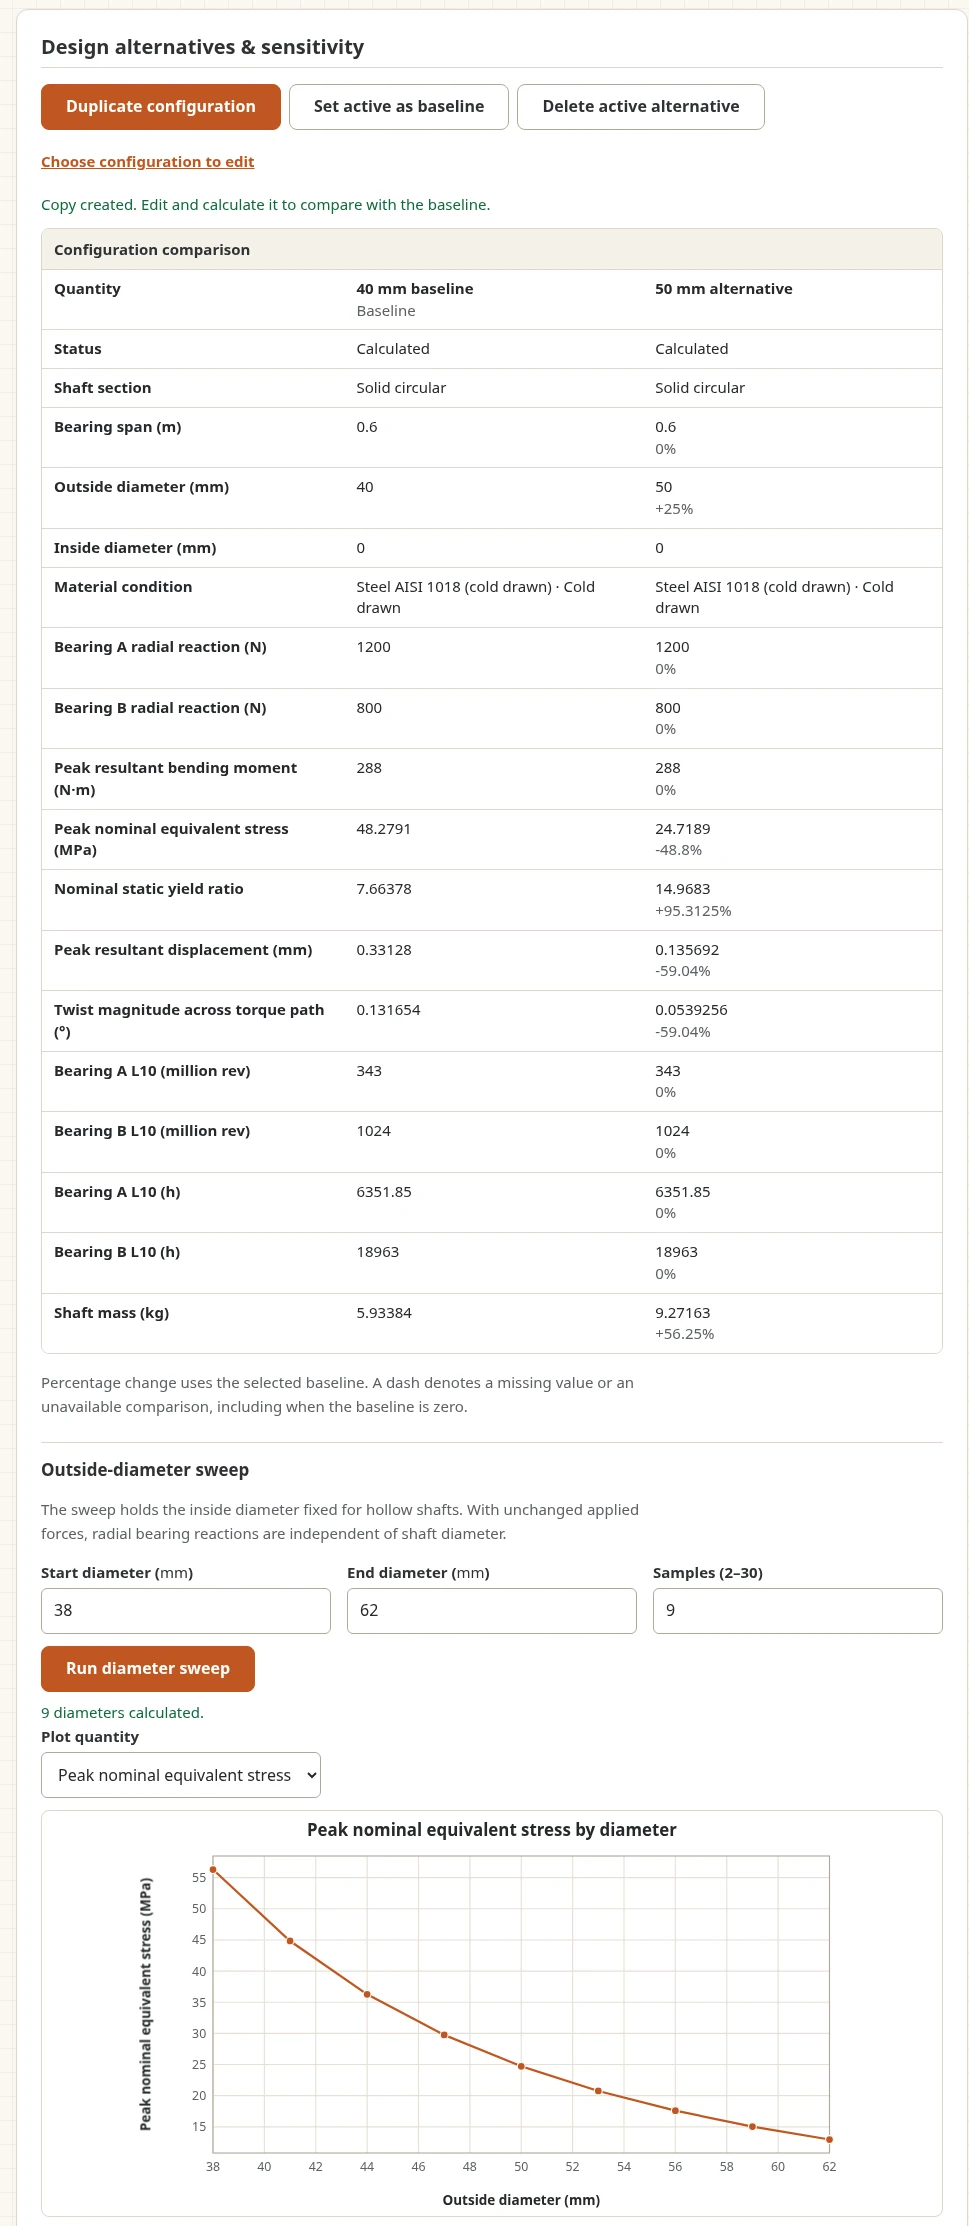 Design alternatives & sensitivity
Duplicate configuration Set active as baseline Delete active alternative
Choose configuration to edit
Copy created. Edit and calculate it to compare with the baseline.
Configuration comparison
Quantity 40 mm baseline 50 mm alternative
Baseline
Status Calculated Calculated
Shaft section Solid circular Solid circular
Bearing span (m) 0.6 0.6
0%
Outside diameter (mm) 40 50
+25%
Inside diameter (mm) 0 0
Material condition Steel AISI 1018 (cold drawn) · Cold Steel AISI 1018 (cold drawn) · Cold
drawn drawn
Bearing A radial reaction (N) 1200 1200
0%
Bearing B radial reaction (N) 800 800
0%
Peak resultant bending moment 288 288
(N·m) 0%
Peak nominal equivalent stress 48.2791 24.7189
(MPa) -48.8%
Nominal static yield ratio 7.66378 14.9683
+95.3125%
Peak resultant displacement (mm) 0.33128 0.135692
-59.04%
Twist magnitude across torque path 0.131654 0.0539256
(°) -59.04%
Bearing A L10 (million rev) 343 343
0%
Bearing B L10 (million rev) 1024 1024
0%
Bearing A L10 (h) 6351.85 6351.85
0%
Bearing B L10 (h) 18963 18963
0%
Shaft mass (kg) 5.93384 9.27163
+56.25%
Percentage change uses the selected baseline. A dash denotes a missing value or an
unavailable comparison, including when the baseline is zero.
Outside-diameter sweep
The sweep holds the inside diameter fixed for hollow shafts. With unchanged applied
forces, radial bearing reactions are independent of shaft diameter.
Start diameter (mm) End diameter (mm) Samples (2–30)
38 62 9
Run diameter sweep
9 diameters calculated.
Plot quantity
Peak nominal equivalent stress
Peak nominal equivalent stress by diameter
Peak nominal equivalent stress (MPa)
55
50
45
40
35
30
25
20
15
38 40 42 44 46 48 50 52 54 56 58 60 62
Outside diameter (mm)